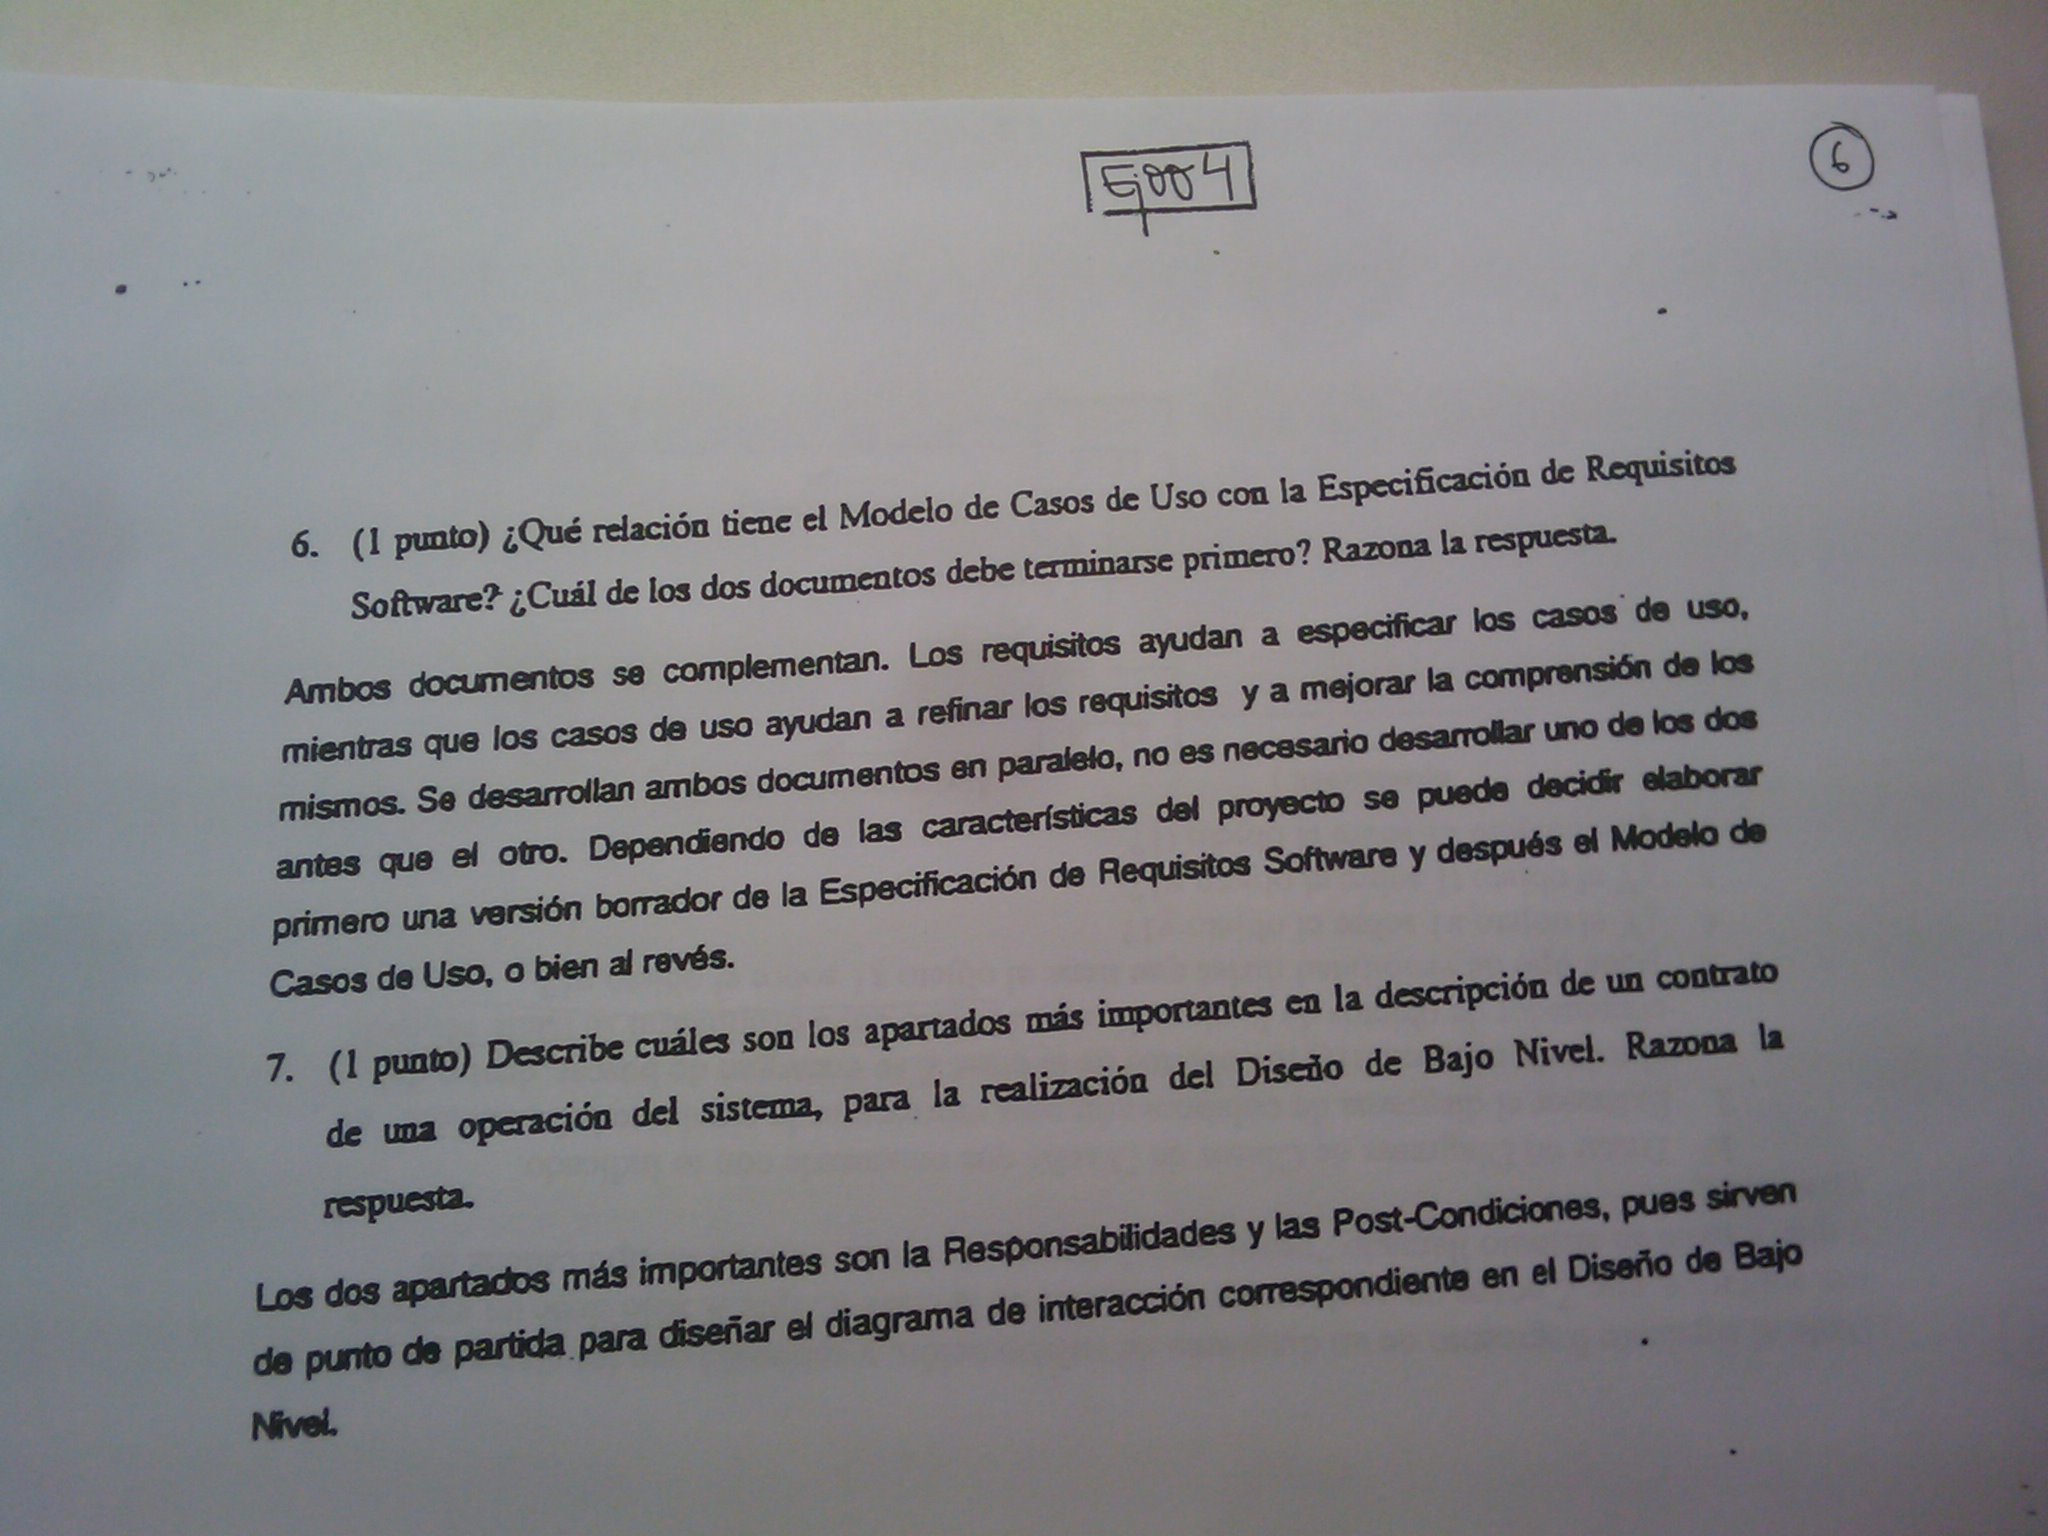 6
6. (1 punto) ¿Qué relación tiene el Modelo de Casos de Uso con la Especificación de Requisitos
Software? ¿Cuál de los dos documentos debe terminarse primero? Razona la respuesta.
Ambos documentos se complementan. Los requisitos ayudan a especificar los casos de uso,
mientras que los casos de uso ayudan a refinar los requisitos y a mejorar la comprensión de los
mismos. Se desarrollan ambos documentos en paralelo, no es necesario desarrollar uno de los dos
antes que el otro. Dependiendo de las características del proyecto se puede decidir elaborar
primero una versión borrador de la Especificación de Requisitos Software y después el Modelo de
Casos de Uso, o bien al revés.
7. (1 punto) Describe cuáles son los apartados más importantes en la descripción de un contrato
de una operación del sistema, para la realización del Diseño de Bajo Nivel. Razona la
respuesta.
Los dos apartados más importantes son la Responsabilidades y las Post-Condiciones, pues sirven
de punto de partida para diseñar el diagrama de interacción correspondiente en el Diseño de Bajo
Nivel.